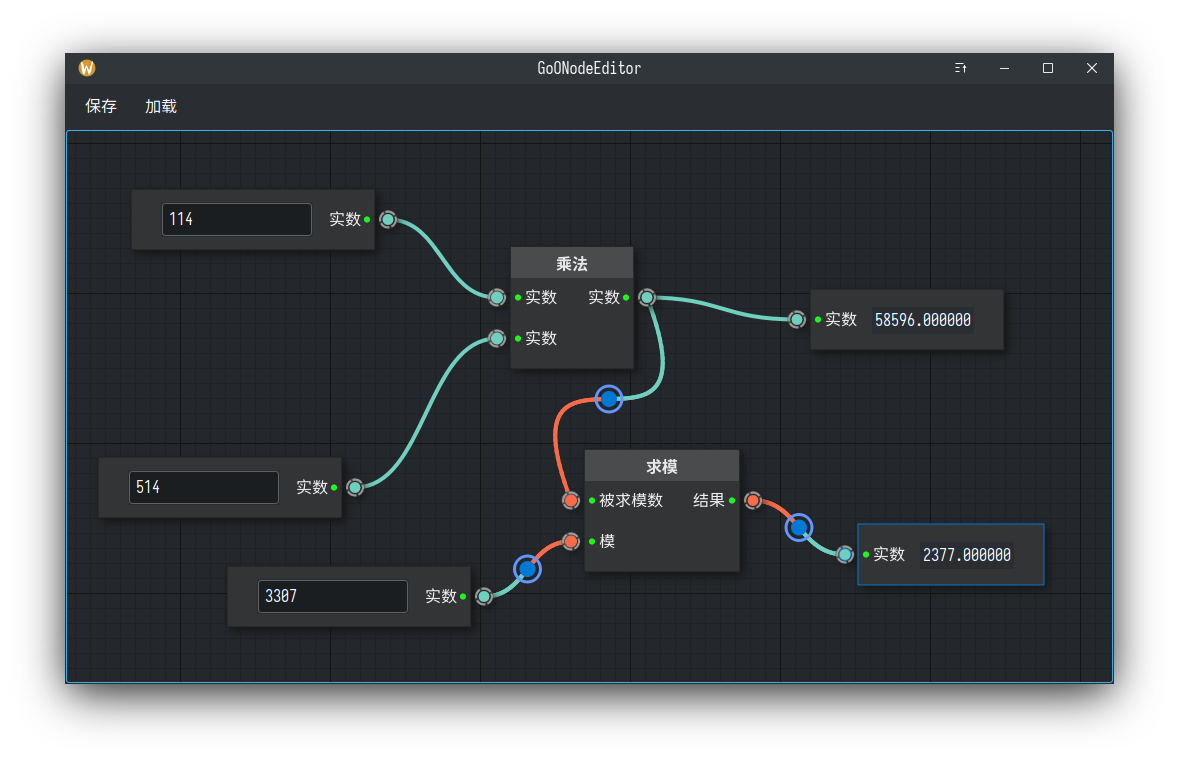 W
GoONodeEditor
保存 加载
114 实数
乘法
实数 实数
实数
实数 58596.000000
514 实数
求模
被求模数 结果
模
实数 2377.000000
3307 实数